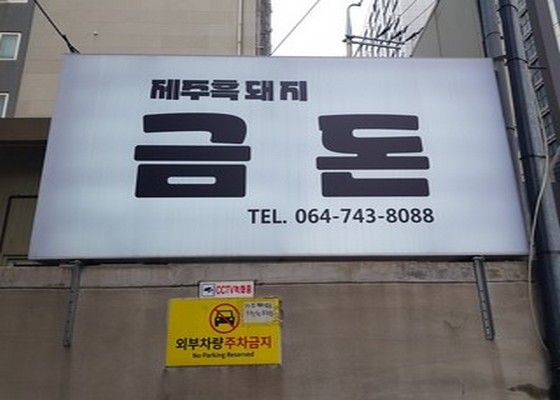 제주흑돼지
금돈
TEL. 064-743-8088
CCTV녹화중
외부차량 주차금지
No Parking Reserved